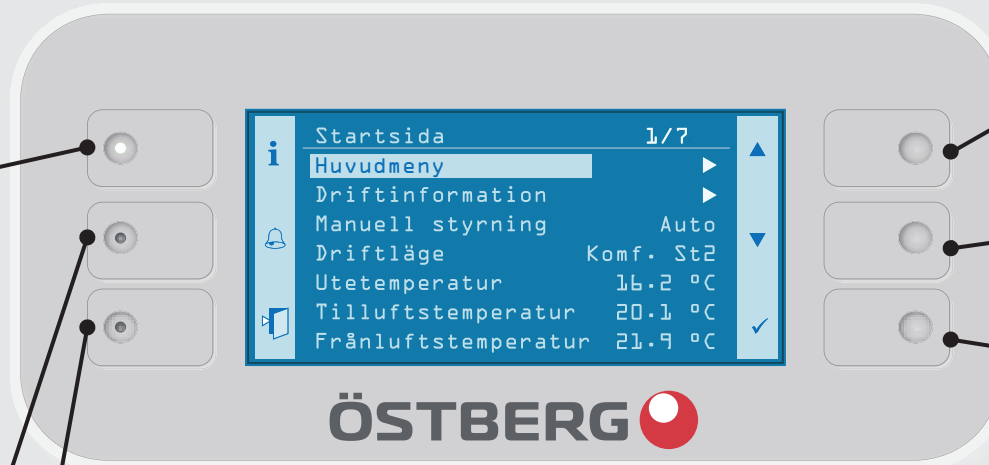 Startsida 1/7
Huvudmeny
Driftinformation
Manuell styrning Auto
Driftläge Komf. St2
Utetemperatur 16.2 °C
Tilluftstemperatur 20.1 °C
Frånluftstemperatur 21.9 °C
ÖSTBERG